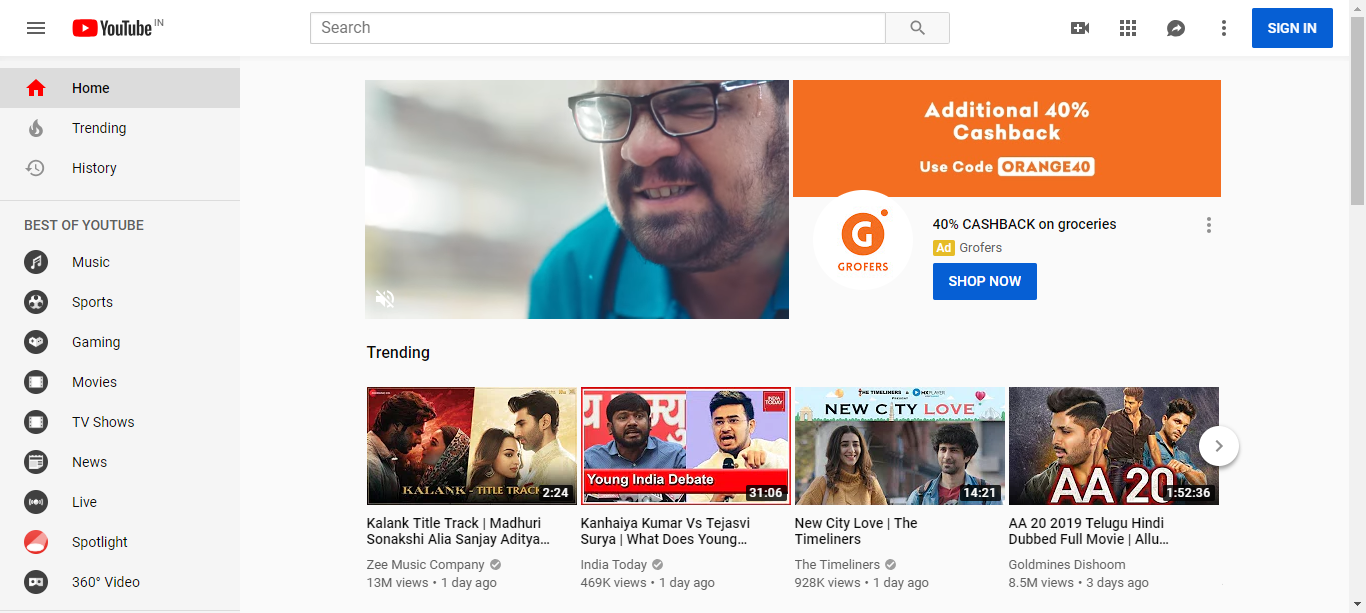 YouTube IN
Search
SIGN IN
Home
Trending
History
BEST OF YOUTUBE
Music
Sports
Gaming
Movies
TV Shows
News
Live
Spotlight
360° Video
Additional 40%
Cashback
Use Code ORANGE40
G
GROFERS
40% CASHBACK on groceries
Ad Grofers
SHOP NOW
Trending
KALANK - TITLE TRACK
2:24
Kalank Title Track | Madhuri
Sonakshi Alia Sanjay Aditya...
Zee Music Company
13M views • 1 day ago
INDIA TODAY
Young India Debate
31:06
Kanhaiya Kumar Vs Tejasvi
Surya | What Does Young...
India Today
469K views • 1 day ago
THE TIMELINERS & MX PLAYER
NEW CITY LOVE
14:21
New City Love | The
Timeliners
The Timeliners
928K views • 1 day ago
AA 20
1:52:36
AA 20 2019 Telugu Hindi
Dubbed Full Movie | Allu...
Goldmines Dishoom
8.5M views • 3 days ago